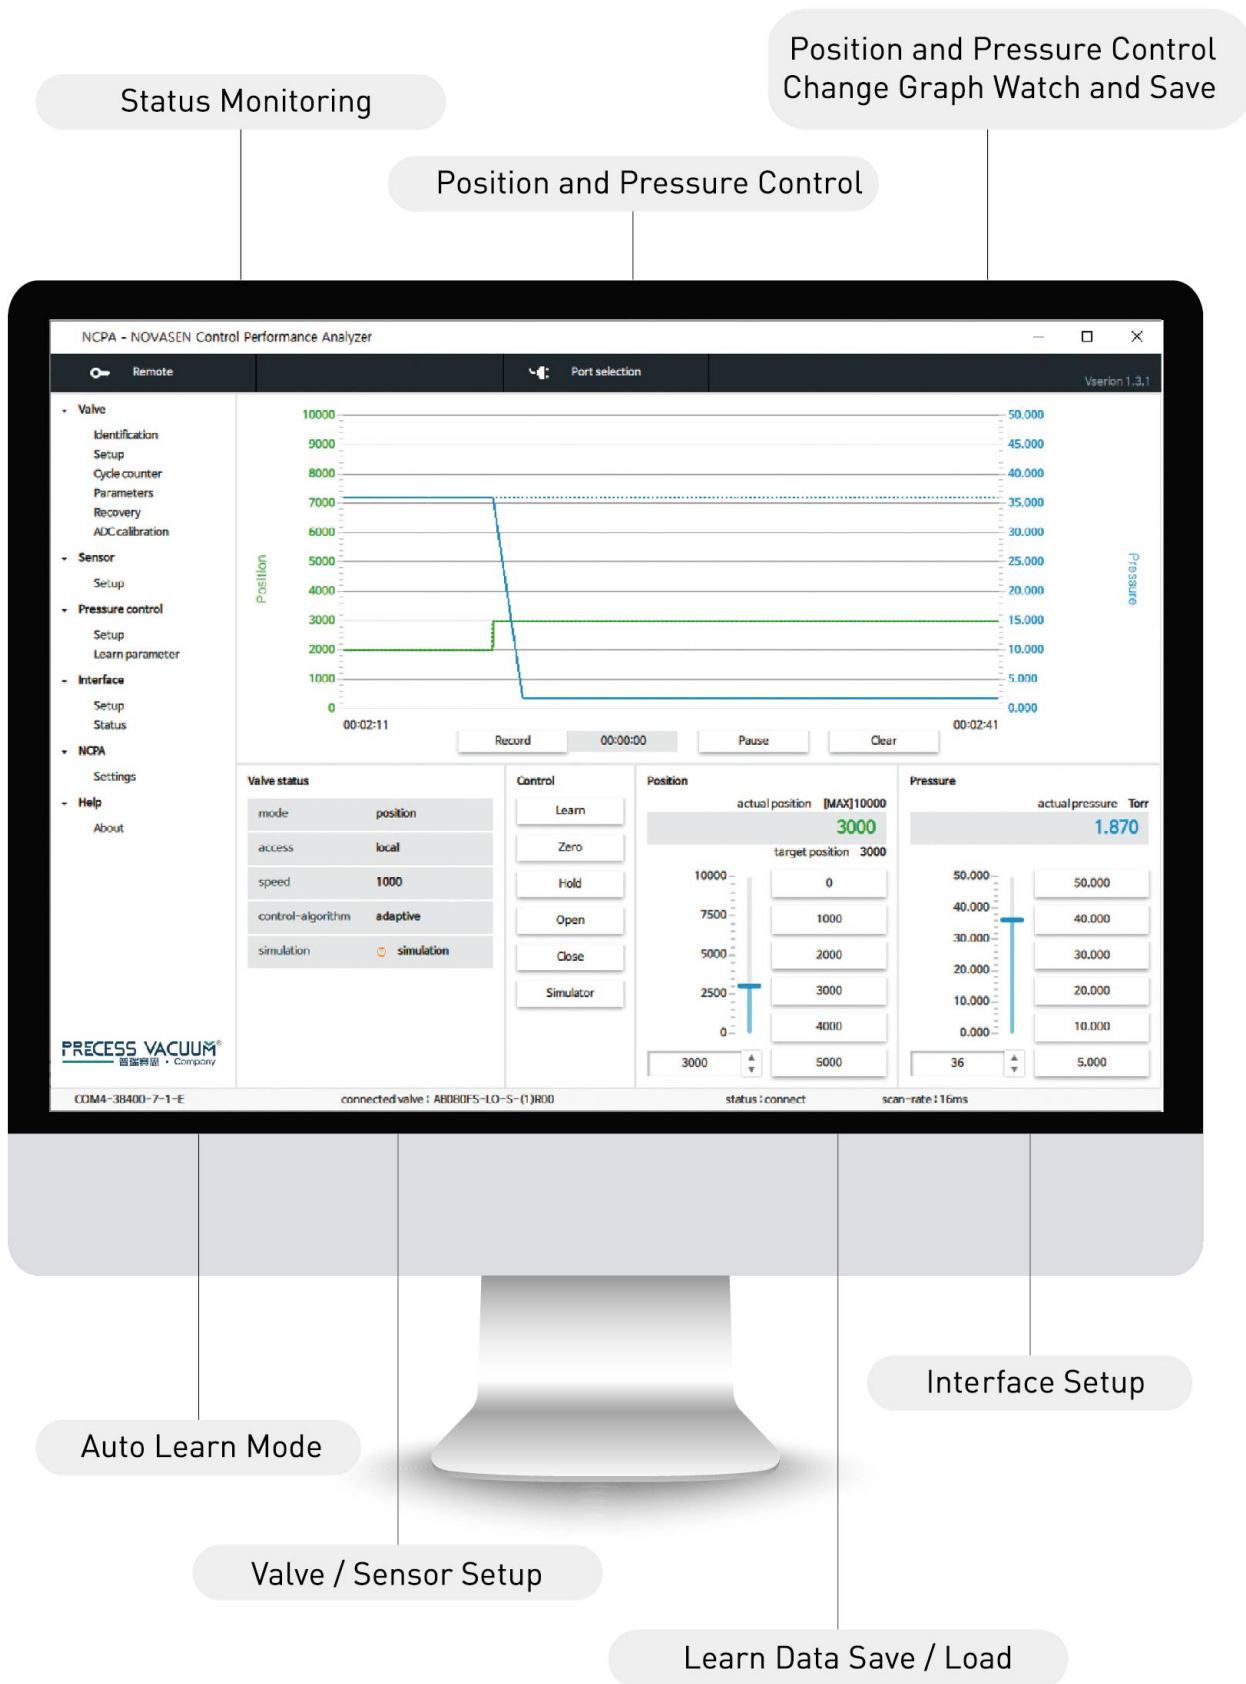 Position and Pressure Control
Change Graph Watch and Save
Status Monitoring
Position and Pressure Control
NCPA - NOVASEN Control Performance Analyzer
Remote
Port selection
Vserion 1.3.1
Valve
Identification
Setup
Cycle counter
Parameters
Recovery
ADC calibration
Sensor
Setup
Pressure control
Setup
Learn parameter
Interface
Setup
Status
NCPA
Settings
Help
About
Position
10000
9000
8000
7000
6000
5000
4000
3000
2000
1000
0
50.000
45.000
40.000
35.000
30.000
25.000
20.000
15.000
10.000
5.000
0.000
Pressure
00:02:11
00:02:41
Record 00:00:00 Pause Clear
Valve status
mode position
access local
speed 1000
control-algorithm adaptive
simulation simulation
Control
Learn
Zero
Hold
Open
Close
Simulator
Position
actual position [MAX]10000
3000
target position 3000
10000
7500
5000
2500
0
0
1000
2000
3000
4000
5000
3000
Pressure
actual pressure Torr
1.870
50.000
40.000
30.000
20.000
10.000
0.000
50.000
40.000
30.000
20.000
10.000
5.000
36
PRECESS VACUUM®
普瑞赛思 · Company
COM4-38400-7-1-E connected valve : AB080FS-LO-S-(1)R00 status : connect scan-rate : 16ms
Interface Setup
Auto Learn Mode
Valve / Sensor Setup
Learn Data Save / Load